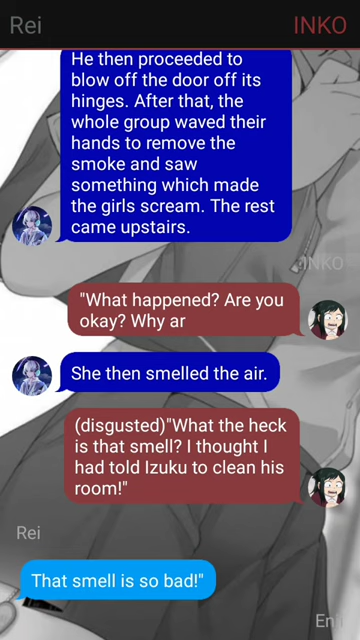 Rei INKO
He then proceeded to
blow off the door off its
hinges. After that, the
whole group waved their
hands to remove the
smoke and saw
something which made
the girls scream. The rest
came upstairs.
INKO
"What happened? Are you
okay? Why ar
She then smelled the air.
(disgusted)"What the heck
is that smell? I thought I
had told Izuku to clean his
room!"
Rei
That smell is so bad!"